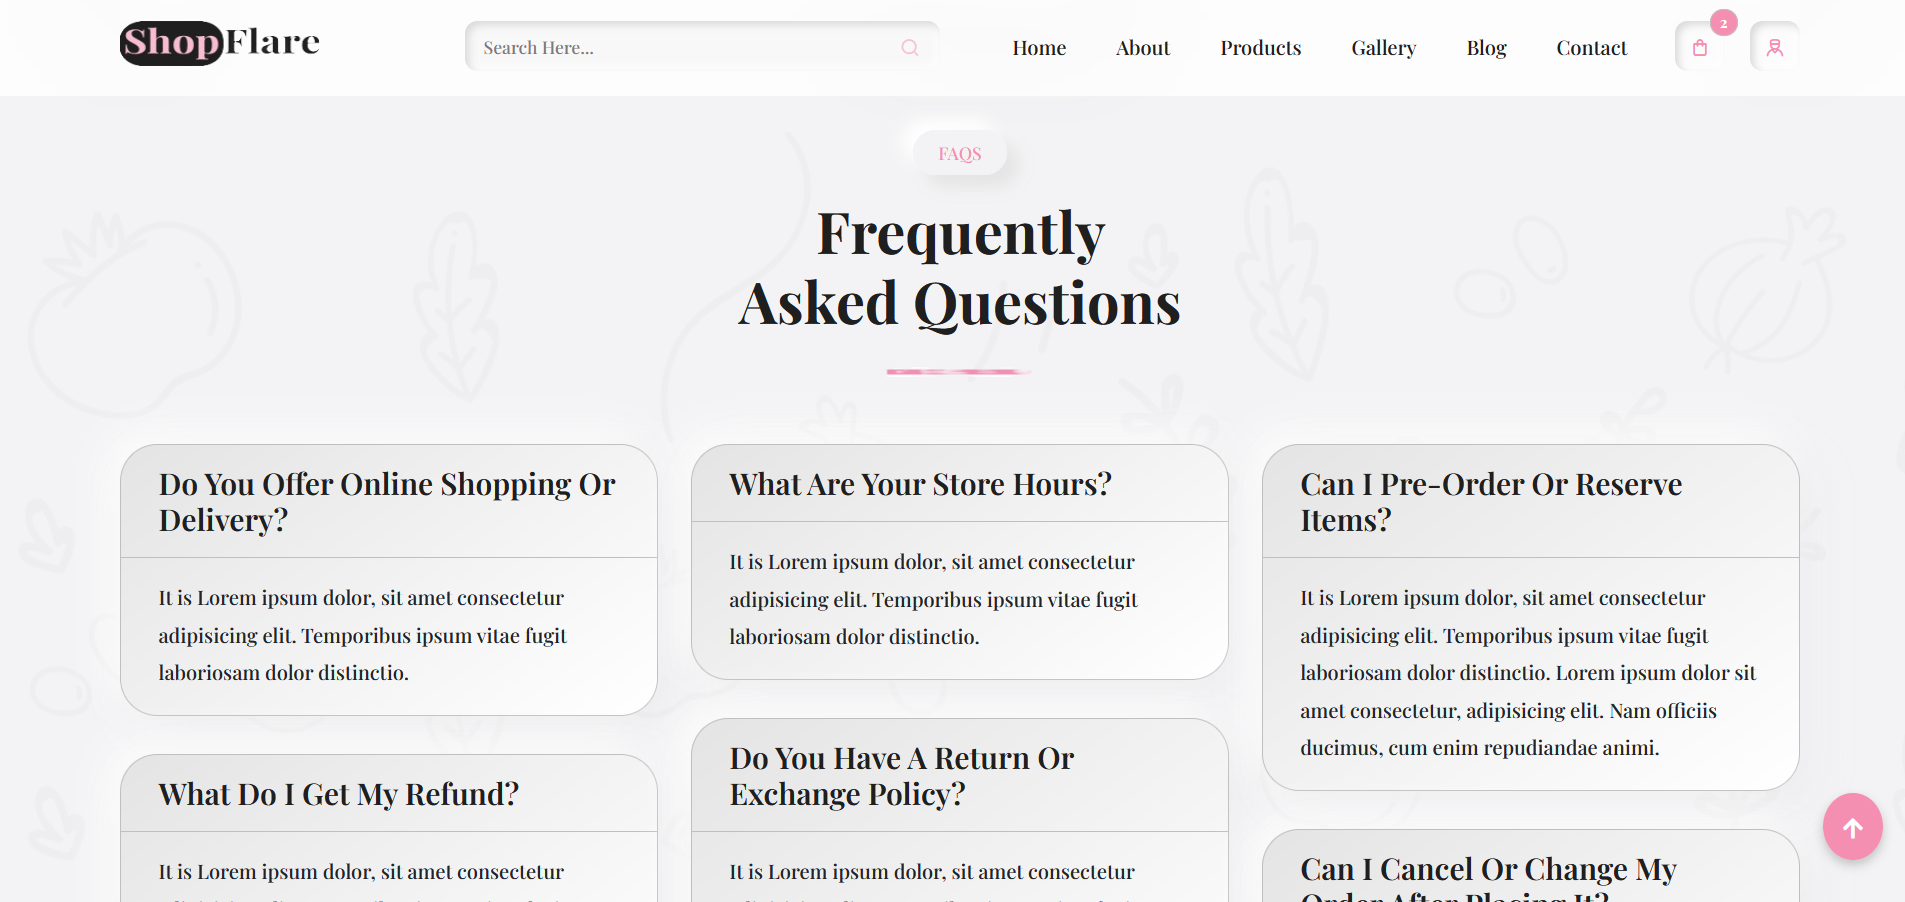 ShopFlare
Search Here...
Home
About
Products
Gallery
Blog
Contact
2
FAQS
Frequently
Asked Questions
Do You Offer Online Shopping Or
Delivery?
It is Lorem ipsum dolor, sit amet consectetur
adipisicing elit. Temporibus ipsum vitae fugit
laboriosam dolor distinctio.
What Do I Get My Refund?
It is Lorem ipsum dolor, sit amet consectetur
What Are Your Store Hours?
It is Lorem ipsum dolor, sit amet consectetur
adipisicing elit. Temporibus ipsum vitae fugit
laboriosam dolor distinctio.
Do You Have A Return Or
Exchange Policy?
It is Lorem ipsum dolor, sit amet consectetur
Can I Pre-Order Or Reserve
Items?
It is Lorem ipsum dolor, sit amet consectetur
adipisicing elit. Temporibus ipsum vitae fugit
laboriosam dolor distinctio. Lorem ipsum dolor sit
amet consectetur, adipisicing elit. Nam officiis
ducimus, cum enim repudiandae animi.
Can I Cancel Or Change My
Order After Placing It?